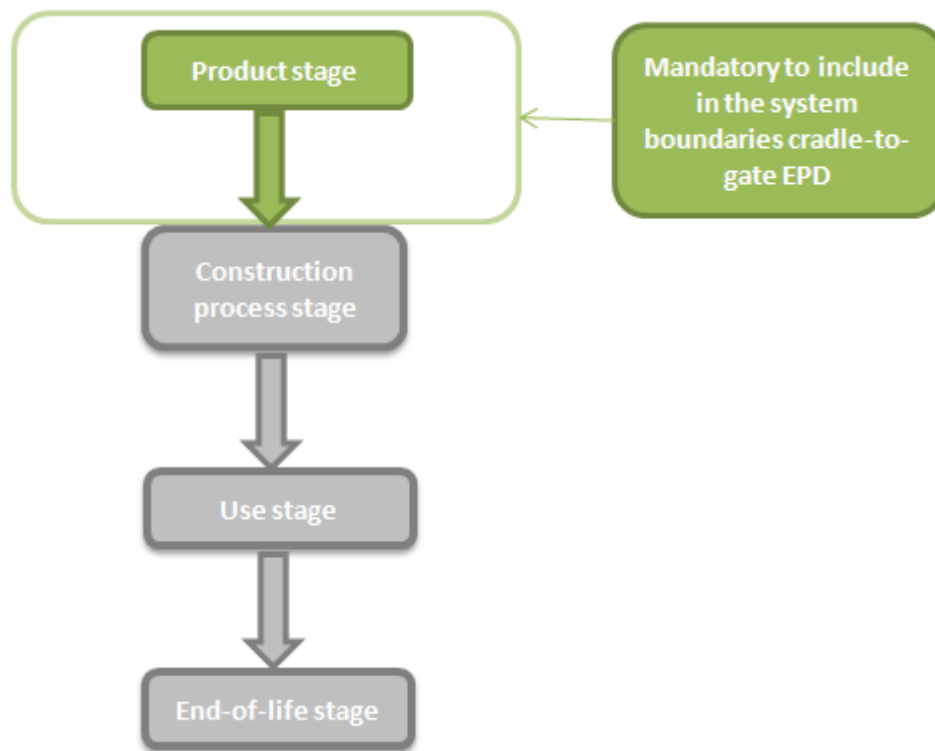 Product stage
Mandatory to include
in the system
boundaries cradle-to-
gate EPD
Construction
process stage
Use stage
End-of-life stage